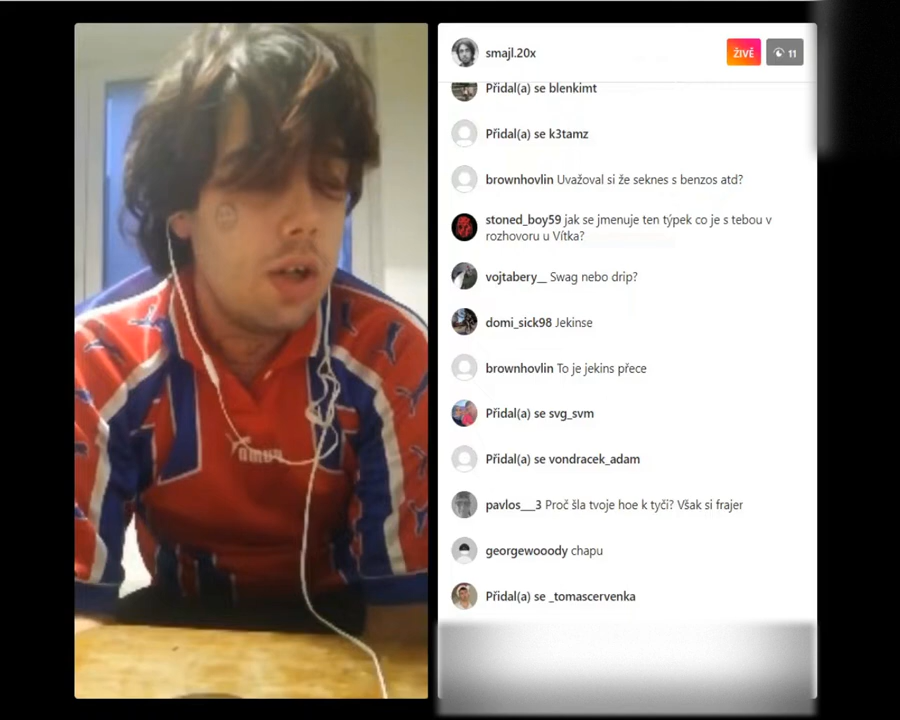 smajl.20x
ŽIVĚ
11
Přidal(a) se blenkimt
Přidal(a) se k3tamz
brownhovlin Uvažoval si že seknes s benzos atd?
stoned_boy59 jak se jmenuje ten týpek co je s tebou v
rozhovoru u Vítka?
vojtabery__ Swag nebo drip?
domi_sick98 Jekinse
brownhovlin To je jekins přece
Přidal(a) se svg_svm
Přidal(a) se vondracek_adam
pavlos___3 Proč šla tvoje hoe k tyči? Však si frajer
georgewooody chapu
Přidal(a) se _tomascervenka
PUMA